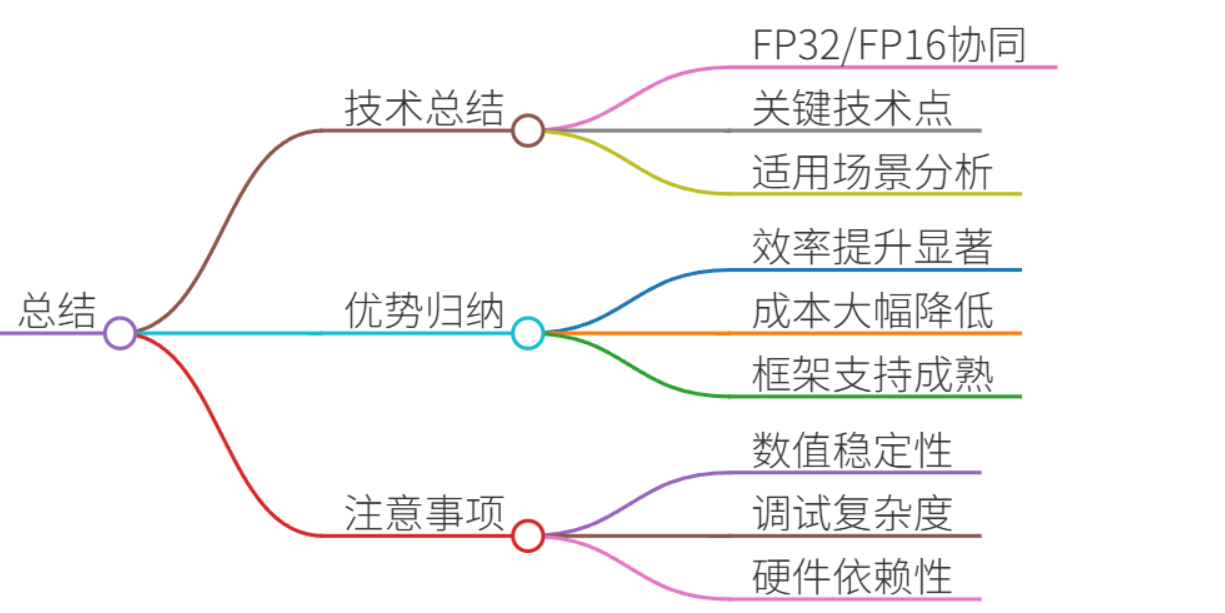 总结
技术总结
FP32/FP16协同
关键技术点
适用场景分析
优势归纳
效率提升显著
成本大幅降低
框架支持成熟
注意事项
数值稳定性
调试复杂度
硬件依赖性